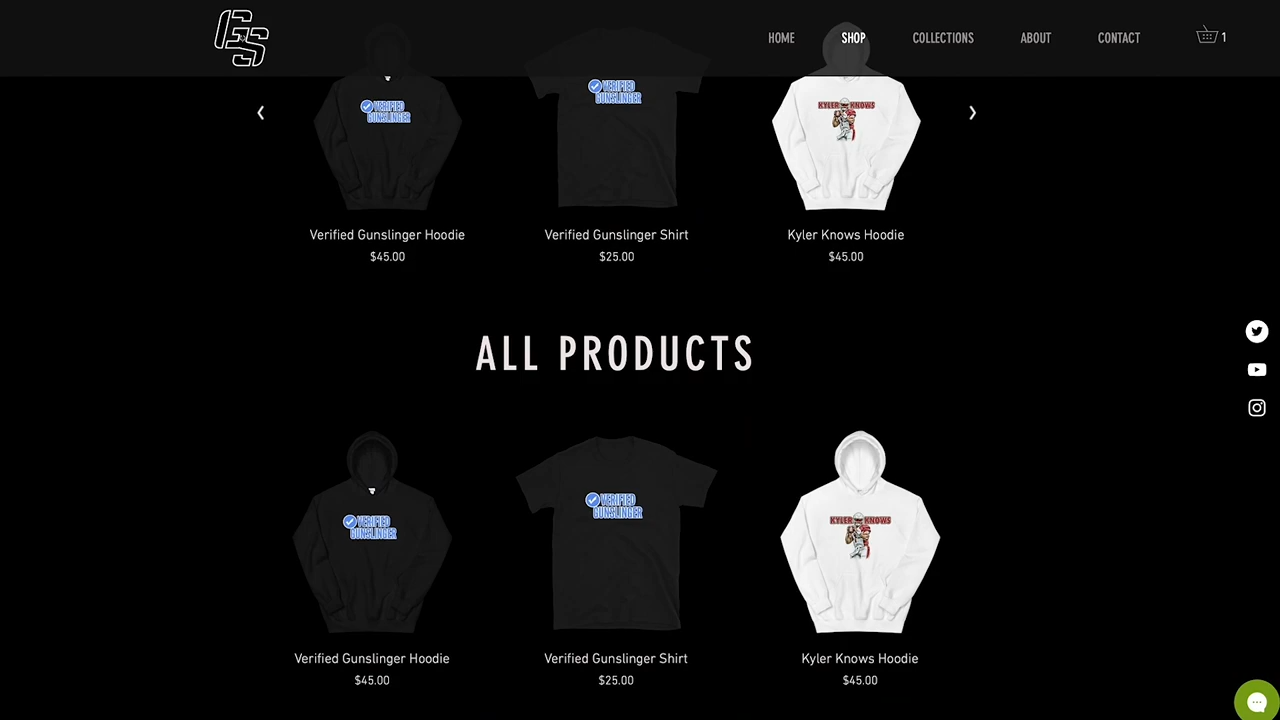 GS
HOME SHOP COLLECTIONS ABOUT CONTACT 1
VERIFIED
GUNSLINGER
VERIFIED
GUNSLINGER
KYLER KNOWS
Verified Gunslinger Hoodie
$45.00
Verified Gunslinger Shirt
$25.00
Kyler Knows Hoodie
$45.00
ALL PRODUCTS
VERIFIED
GUNSLINGER
VERIFIED
GUNSLINGER
KYLER KNOWS
Verified Gunslinger Hoodie
$45.00
Verified Gunslinger Shirt
$25.00
Kyler Knows Hoodie
$45.00